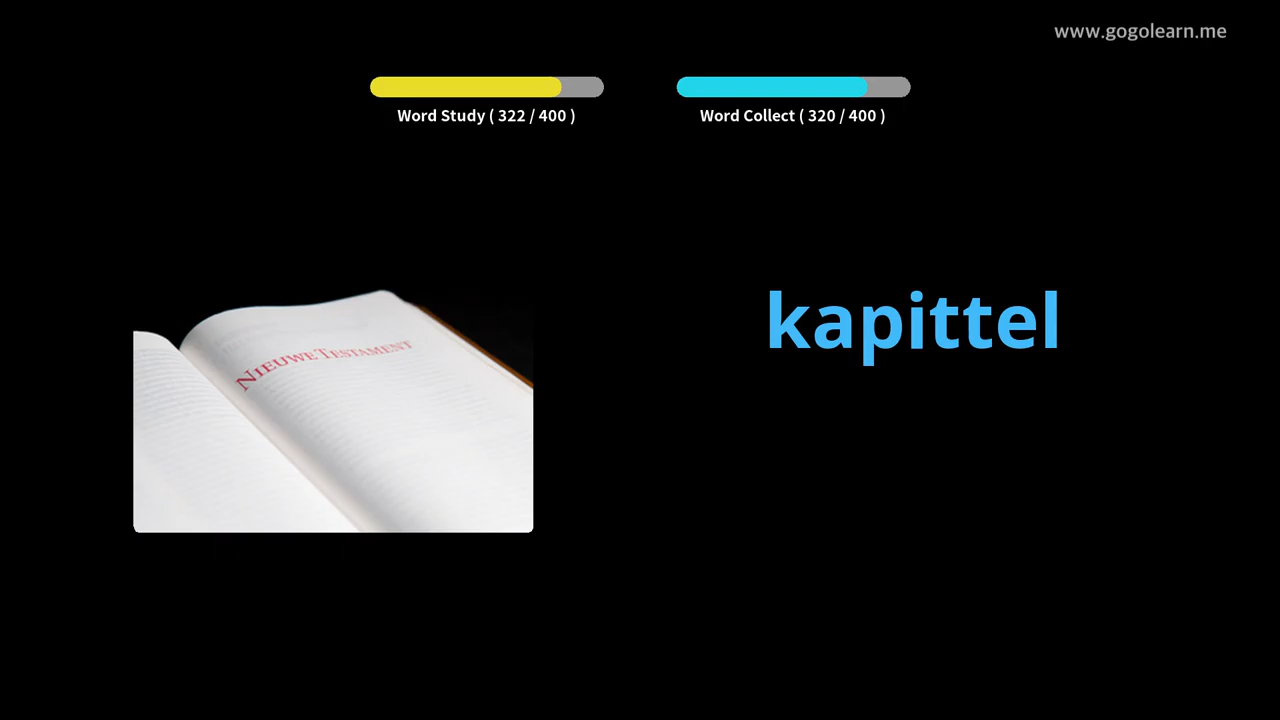 www.gogolearn.me
Word Study ( 322 / 400 )
Word Collect ( 320 / 400 )
kapittel
NIEUWE TESTAMENT